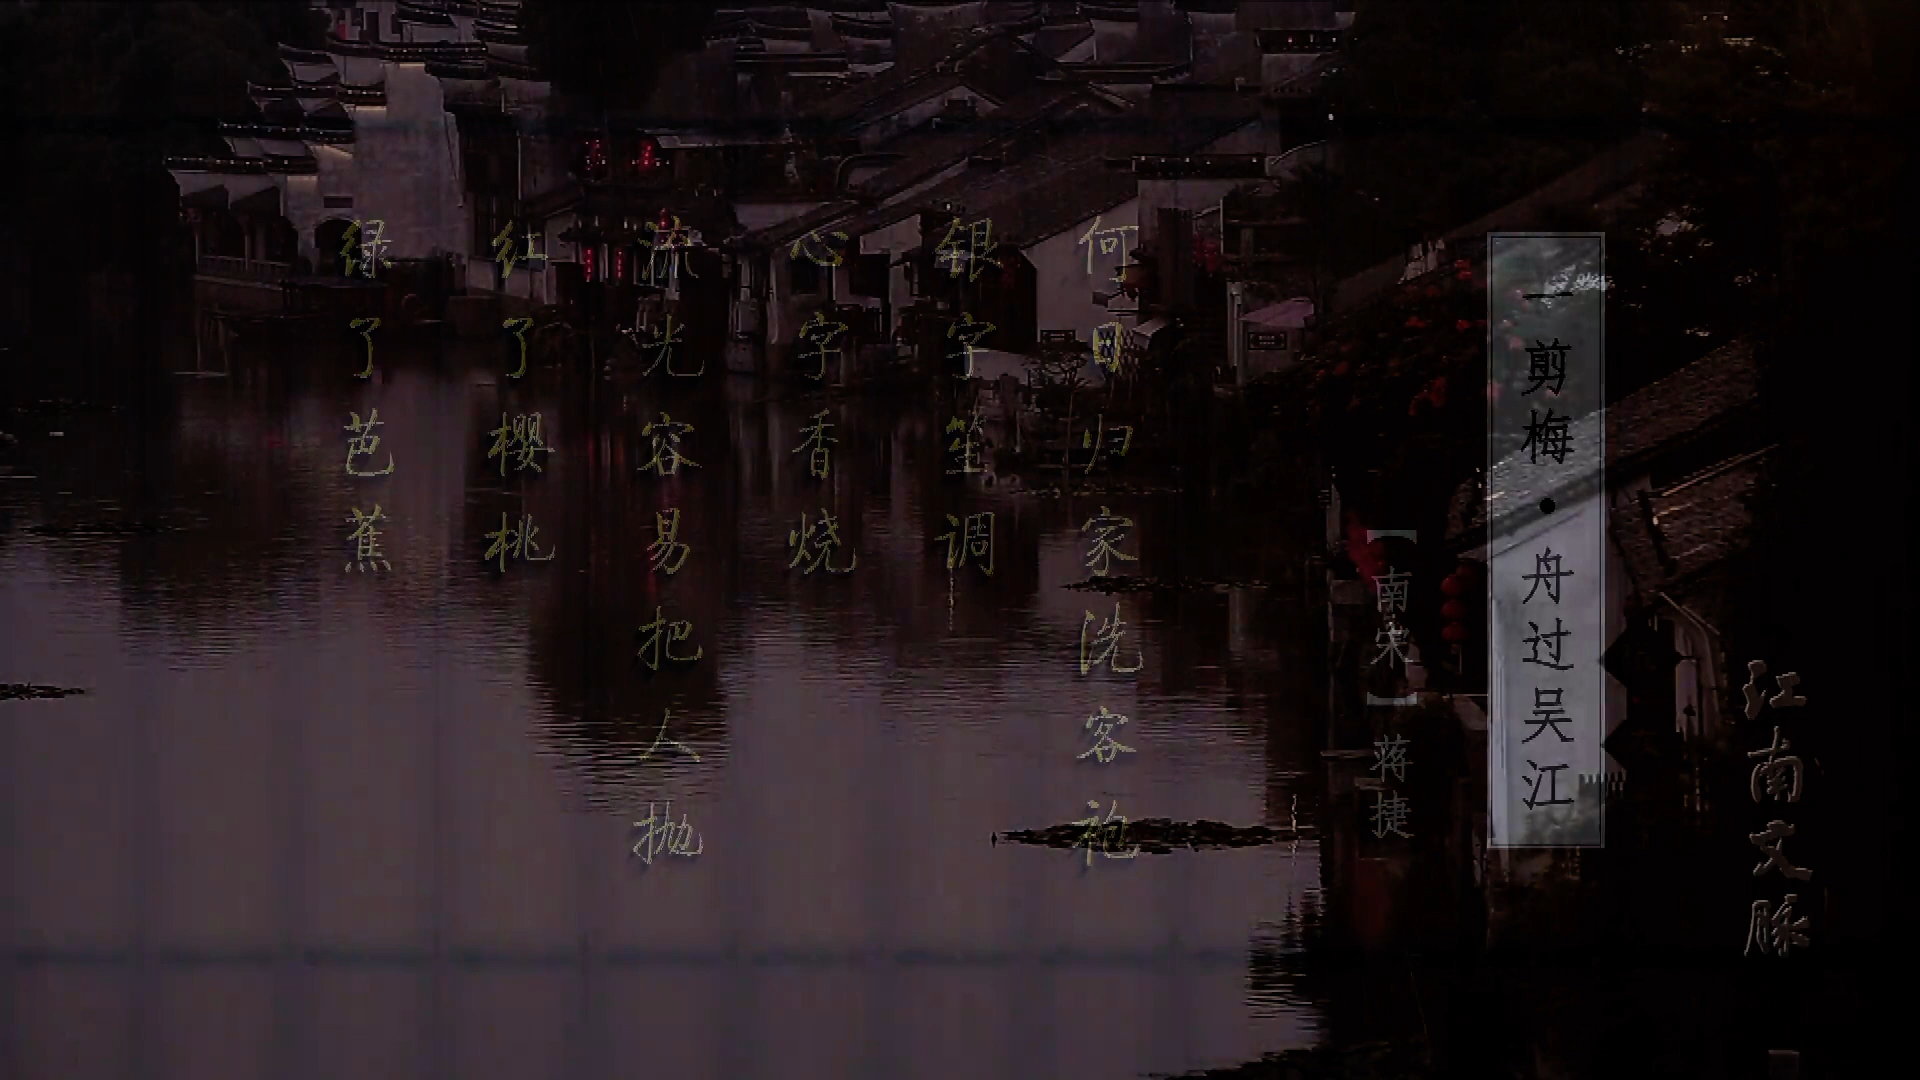 江南文脉
一剪梅·舟过吴江
［南宋］蒋捷
何日归家洗客袍
银字笙调
心字香烧
流光容易把人抛
红了樱桃
绿了芭蕉